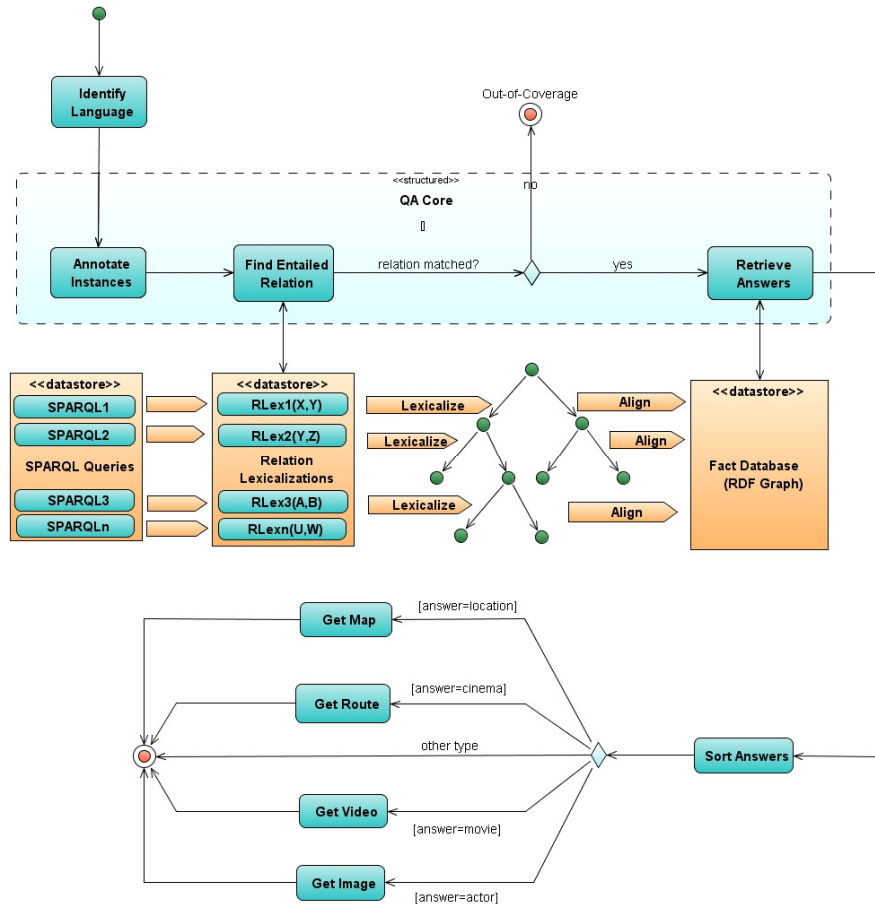 Identify
Language
Out-of-Coverage
<<structured>>
QA Core
[]
no
Annotate
Instances
Find Entailed
Relation
relation matched?
yes
Retrieve
Answers
<<datastore>>
SPARQL1
SPARQL2
SPARQL Queries
SPARQL3
SPARQLn
<<datastore>>
RLex1(X,Y)
RLex2(Y,Z)
Relation
Lexicalizations
RLex3(A,B)
RLexn(U,W)
Lexicalize
Lexicalize
Lexicalize
Align
Align
Align
<<datastore>>
Fact Database
(RDF Graph)
[answer=location]
Get Map
[answer=cinema]
Get Route
other type
Sort Answers
Get Video
[answer=movie]
Get Image
[answer=actor]